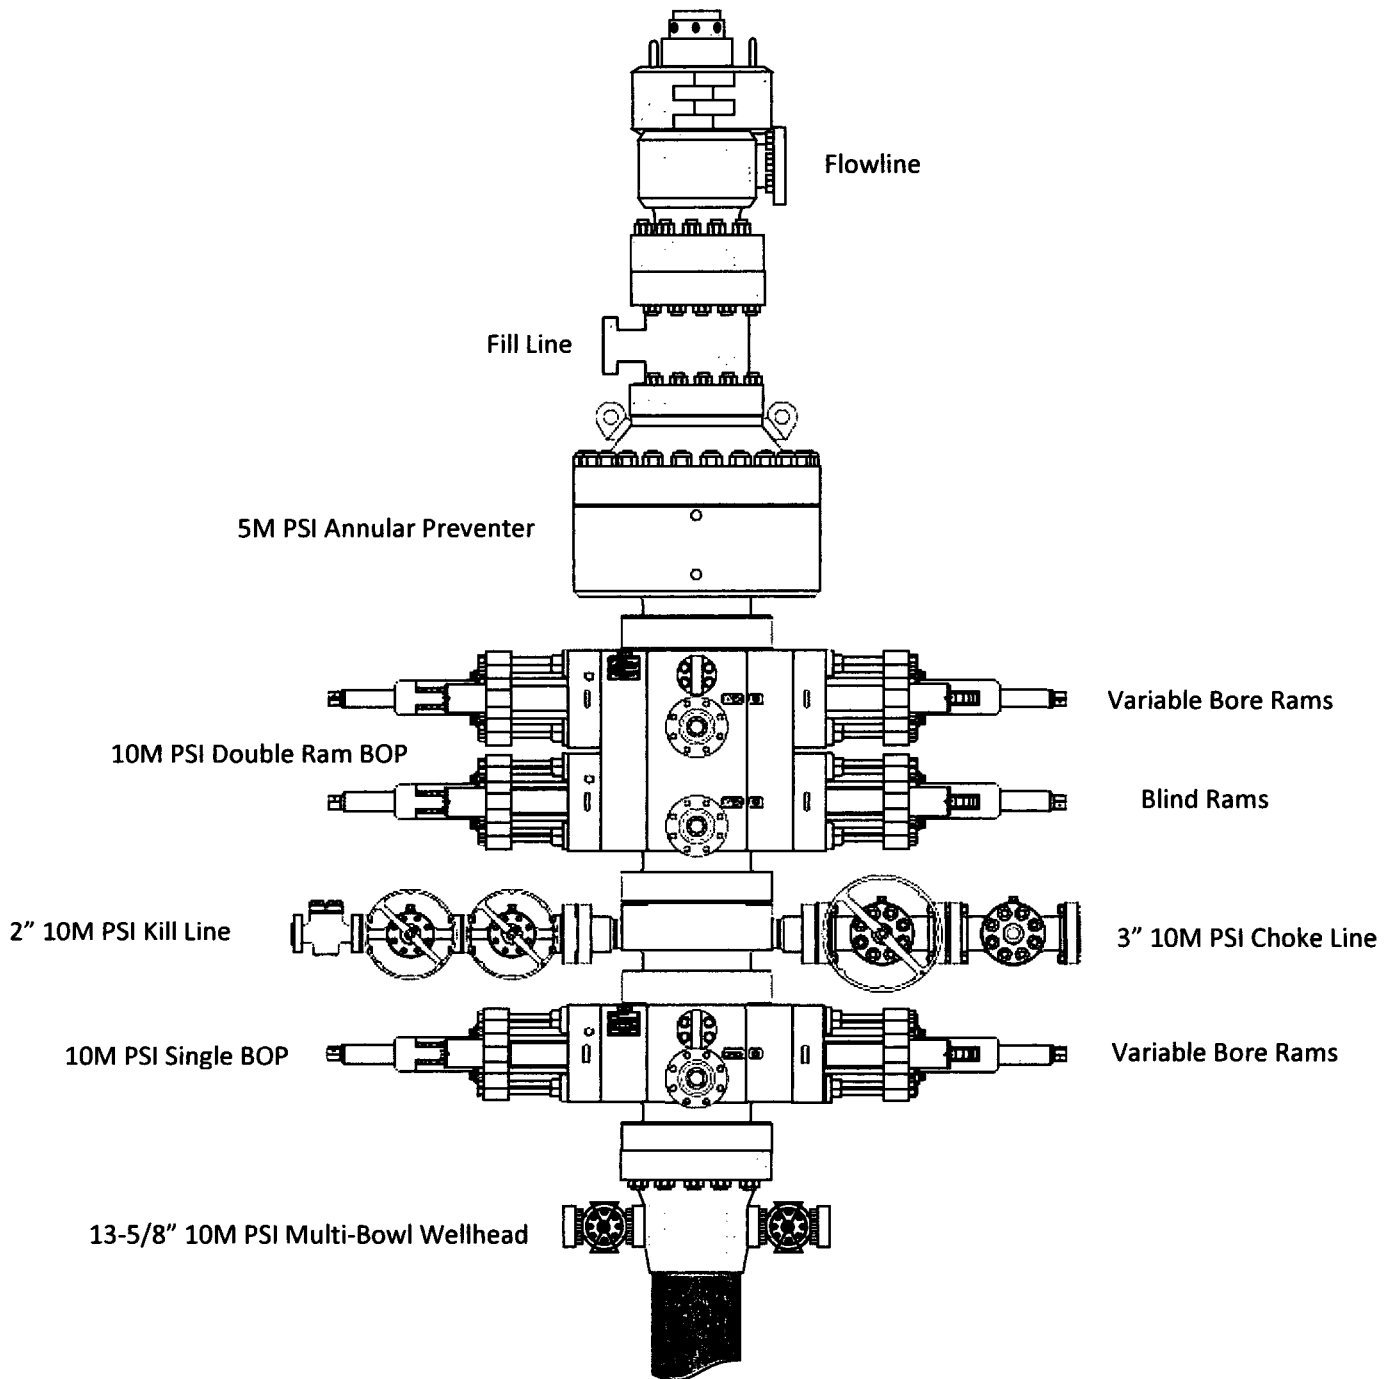 Flowline
Fill Line
5M PSI Annular Preventer
Variable Bore Rams
10M PSI Double Ram BOP
Blind Rams
2” 10M PSI Kill Line
3” 10M PSI Choke Line
10M PSI Single BOP
Variable Bore Rams
13-5/8” 10M PSI Multi-Bowl Wellhead